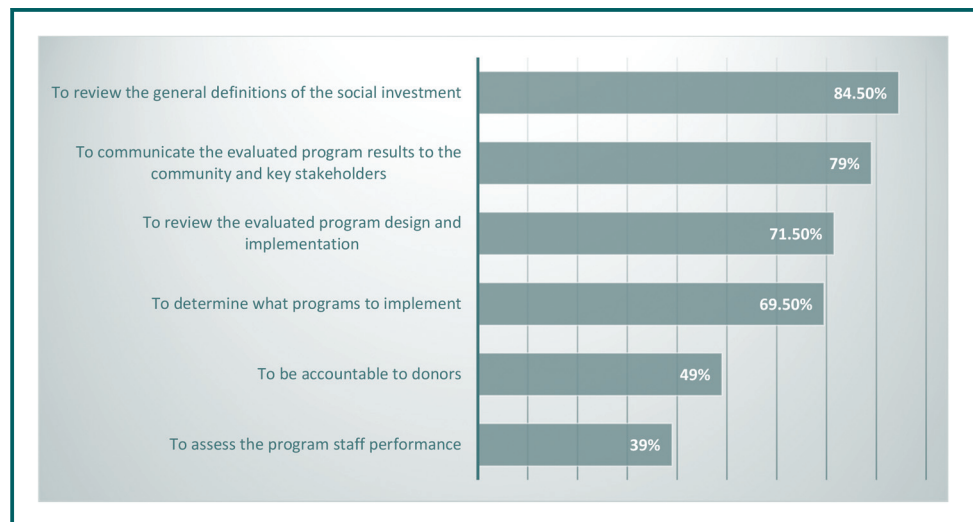 To review the general definitions of the social investment
84.50%
To communicate the evaluated program results to the
community and key stakeholders
79%
To review the evaluated program design and
implementation
71.50%
To determine what programs to implement
69.50%
To be accountable to donors
49%
To assess the program staff performance
39%